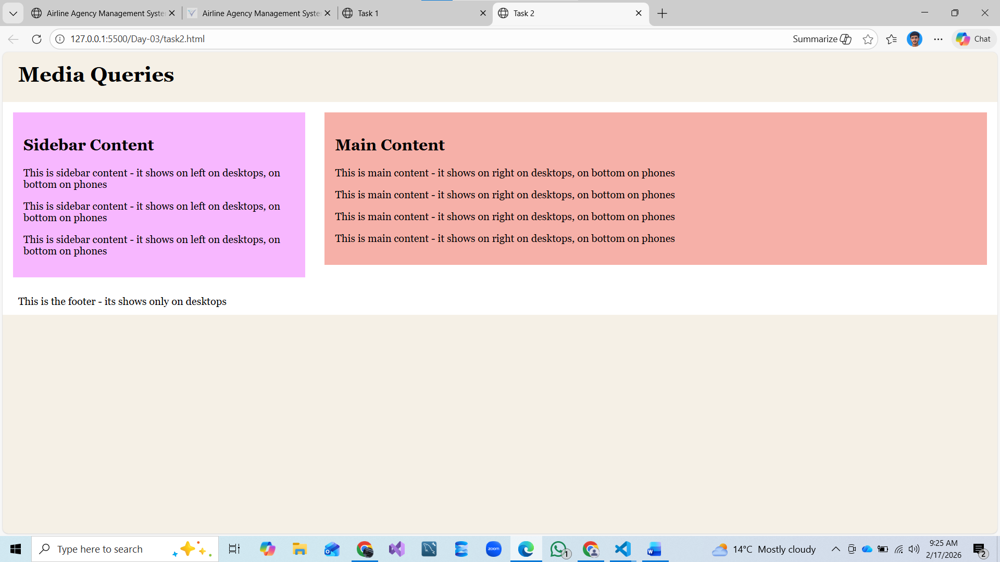 Airline Agency Management Syste
Airline Agency Management Syste
Task 1
Task 2
127.0.0.1:5500/Day-03/task2.html
Summarize
Chat
Media Queries
Sidebar Content
This is sidebar content - it shows on left on desktops, on
bottom on phones
This is sidebar content - it shows on left on desktops, on
bottom on phones
This is sidebar content - it shows on left on desktops, on
bottom on phones
Main Content
This is main content - it shows on right on desktops, on bottom on phones
This is main content - it shows on right on desktops, on bottom on phones
This is main content - it shows on right on desktops, on bottom on phones
This is main content - it shows on right on desktops, on bottom on phones
This is the footer - its shows only on desktops
Type here to search
zoom
1
14°C Mostly cloudy
9:25 AM
2/17/2026
2